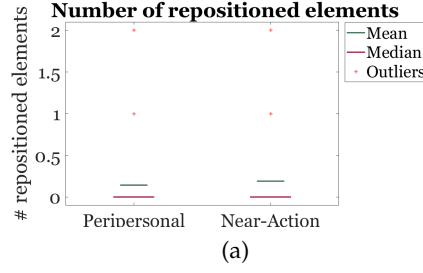 Number of repositioned elements
# repositioned elements
2
1.5
1
0.5
0
Peripersonal
Near-Action
Mean
Median
Outliers
(a)